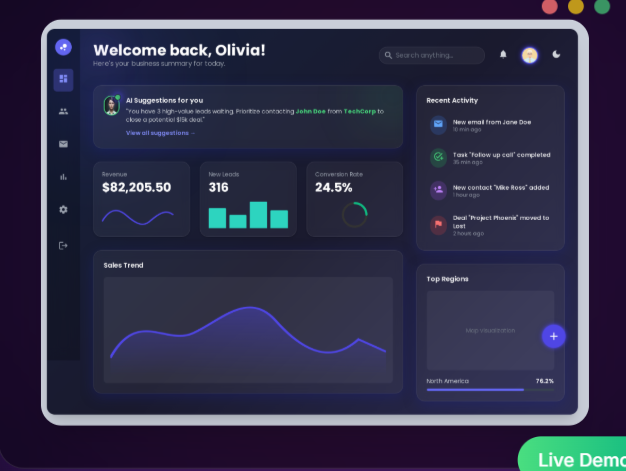 Welcome back, Olivia!
Here's your business summary for today.
Search anything...
AI Suggestions for you
"You have 3 high-value leads waiting. Prioritize contacting John Doe from TechCorp to
close a potential $15k deal."
View all suggestions →
Revenue
$82,205.50
New Leads
316
Conversion Rate
24.5%
Sales Trend
Recent Activity
New email from Jane Doe
10 min ago
Task "Follow up call" completed
35 min ago
New contact "Mike Ross" added
1 hour ago
Deal "Project Phoenix" moved to
Lost
2 hours ago
Top Regions
Map Visualization
+
North America
76.2%
Live Demo